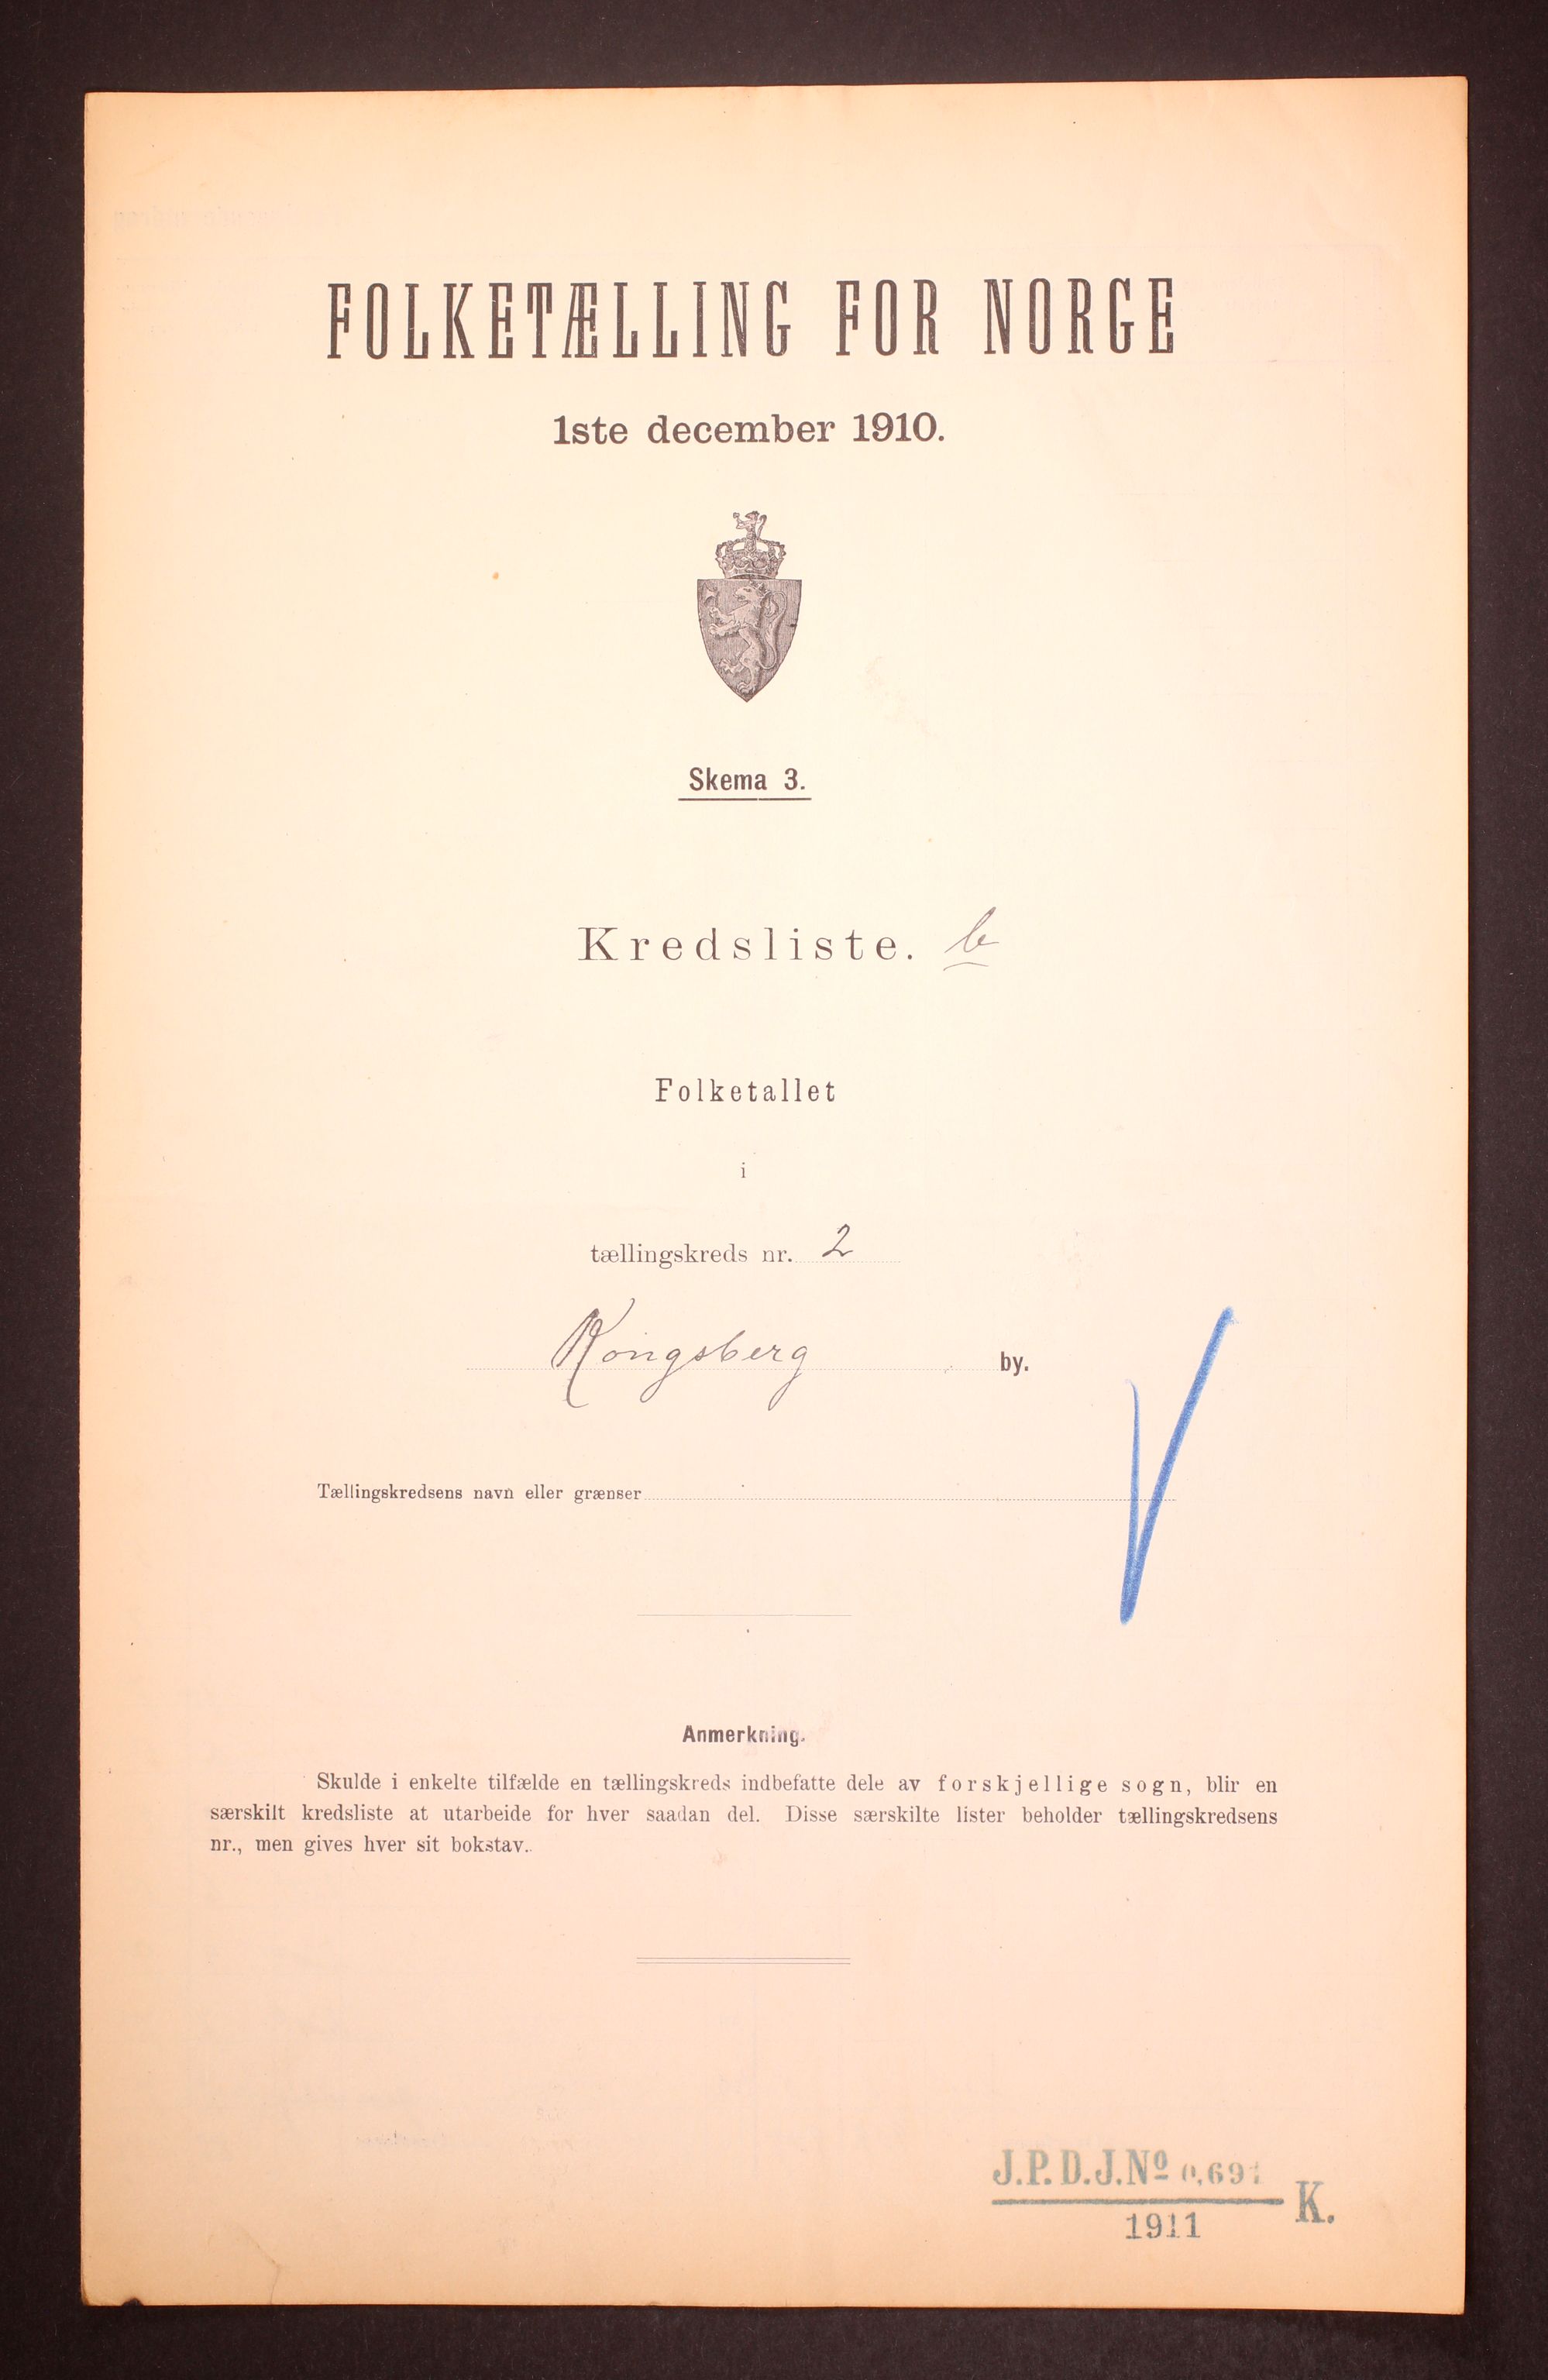 FOLKETÆLLING FOR NORGE
1ste december 1910.
Skema 3.
Kredsliste. b
Folketallet
i
tællingskreds nr. 2
Kongsberg by.
Tællingskredsens navn eller grænser
Anmerkning.
Skulde i enkelte tilfælde en tællingskreds indbefatte dele av forskjellige sogn, blir en
særskilt kredsliste at utarbeide for hver saadan del. Disse særskilte lister beholder tællingskredsens
nr., men gives hver sit bokstav.
J.P.D.J.Nº
1911 K.